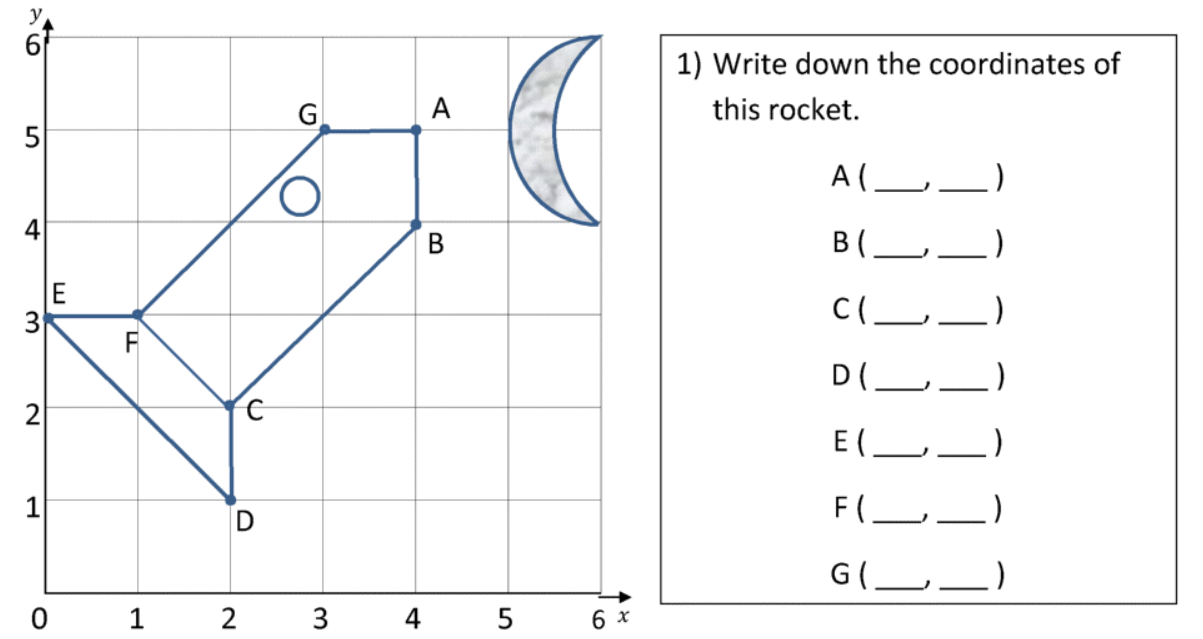 y
6
G
A
5
4
B
E
3
F
2
C
1
D
0 1 2 3 4 5 6 x
1) Write down the coordinates of
this rocket.
A ( ___, ___ )
B ( ___, ___ )
C ( ___, ___ )
D ( ___, ___ )
E ( ___, ___ )
F ( ___, ___ )
G ( ___, ___ )